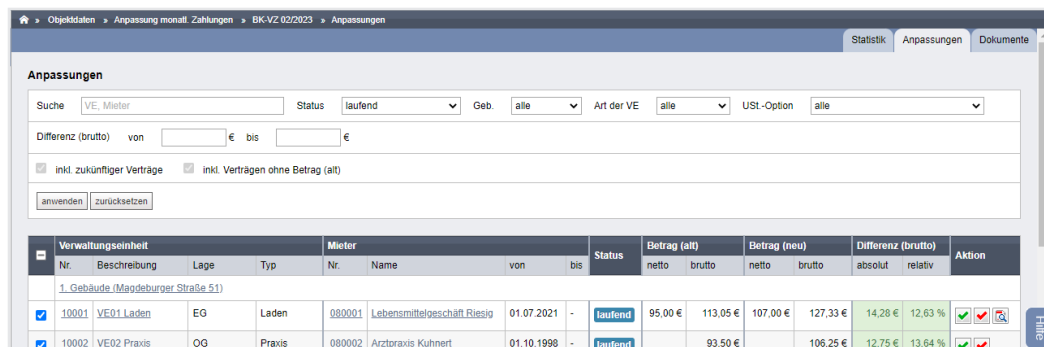 » Objektdaten » Anpassung monatl. Zahlungen » BK-VZ 02/2023 » Anpassungen
Statistik Anpassungen Dokumente
Anpassungen
Suche VE, Mieter Status laufend Geb. alle Art der VE alle USt.-Option alle
Differenz (brutto) von € bis €
inkl. zukünftiger Verträge inkl. Verträgen ohne Betrag (alt)
anwenden zurücksetzen
Verwaltungseinheit Mieter Status Betrag (alt) Betrag (neu) Differenz (brutto) Aktion
Nr. Beschreibung Lage Typ Nr. Name von bis netto brutto netto brutto absolut relativ
1. Gebäude (Magdeburger Straße 51)
10001 VE01 Laden EG Laden 080001 Lebensmittelgeschäft Riesig 01.07.2021 - laufend 95,00 € 113,05 € 107,00 € 127,33 € 14,28 € 12,63 %
10002 VE02 Praxis OG Praxis 080002 Arztpraxis Kuhnert 01.10.1998 - laufend 93,50 € 106,25 € 12,75 € 13,64 %
Hilfe